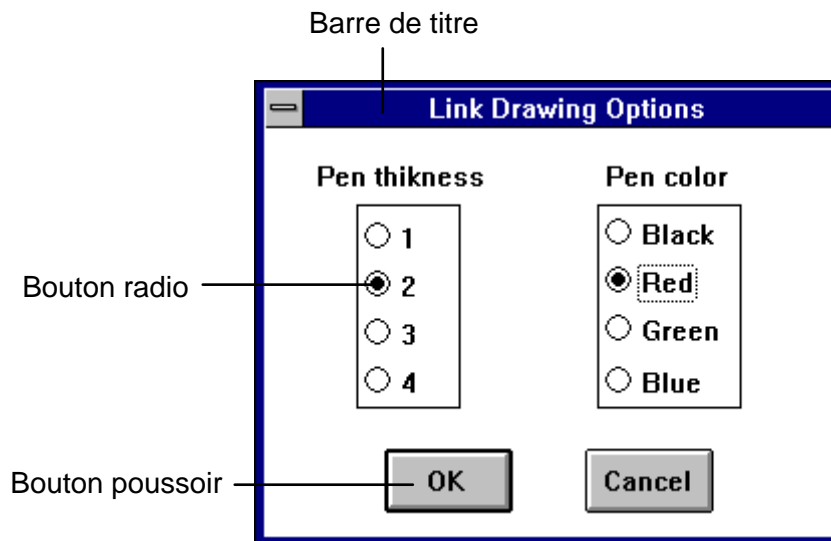 Barre de titre
Link Drawing Options
Pen thikness
Pen color
1
Black
Bouton radio
2
Red
3
Green
4
Blue
Bouton poussoir
OK
Cancel